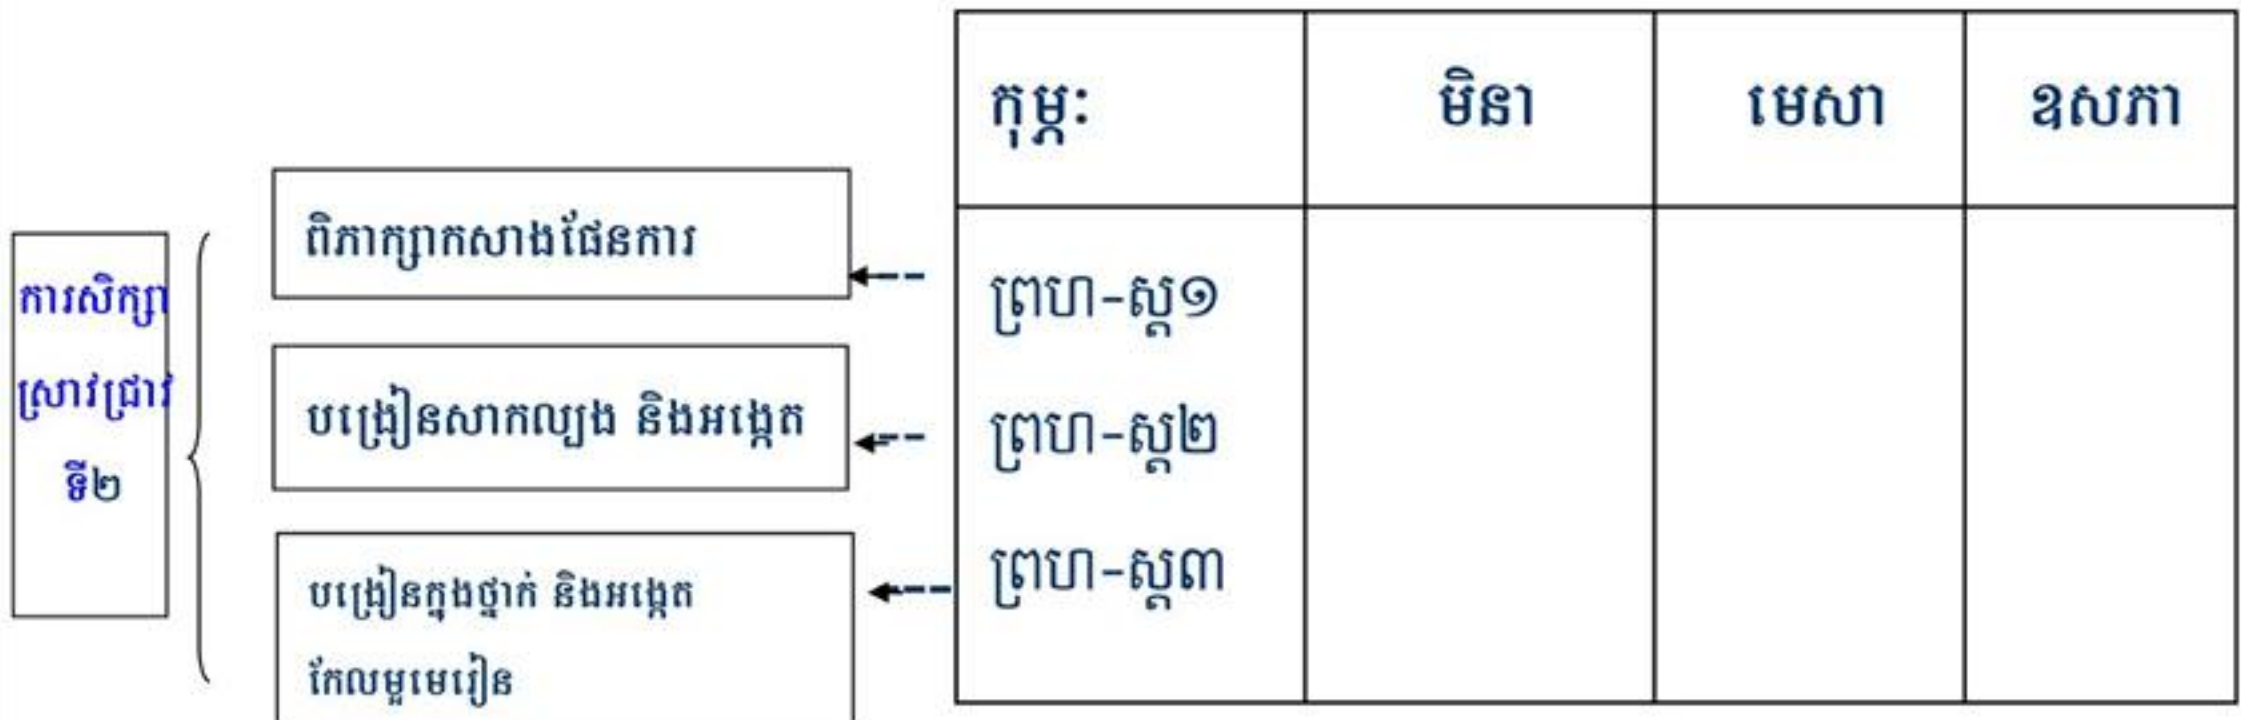 ការសិក្សា
ស្រាវជ្រាវ
ទី២
ពិភាក្សាកសាងផែនការ
បង្រៀនសាកល្បង និងអង្កេត
បង្រៀនក្នុងថ្នាក់ និងអង្កេត
កែលម្អមេរៀន
កុម្ភៈ មិនា មេសា ឧសភា
ព្រហ-ស្ត១
ព្រហ-ស្ត២
ព្រហ-ស្ត៣